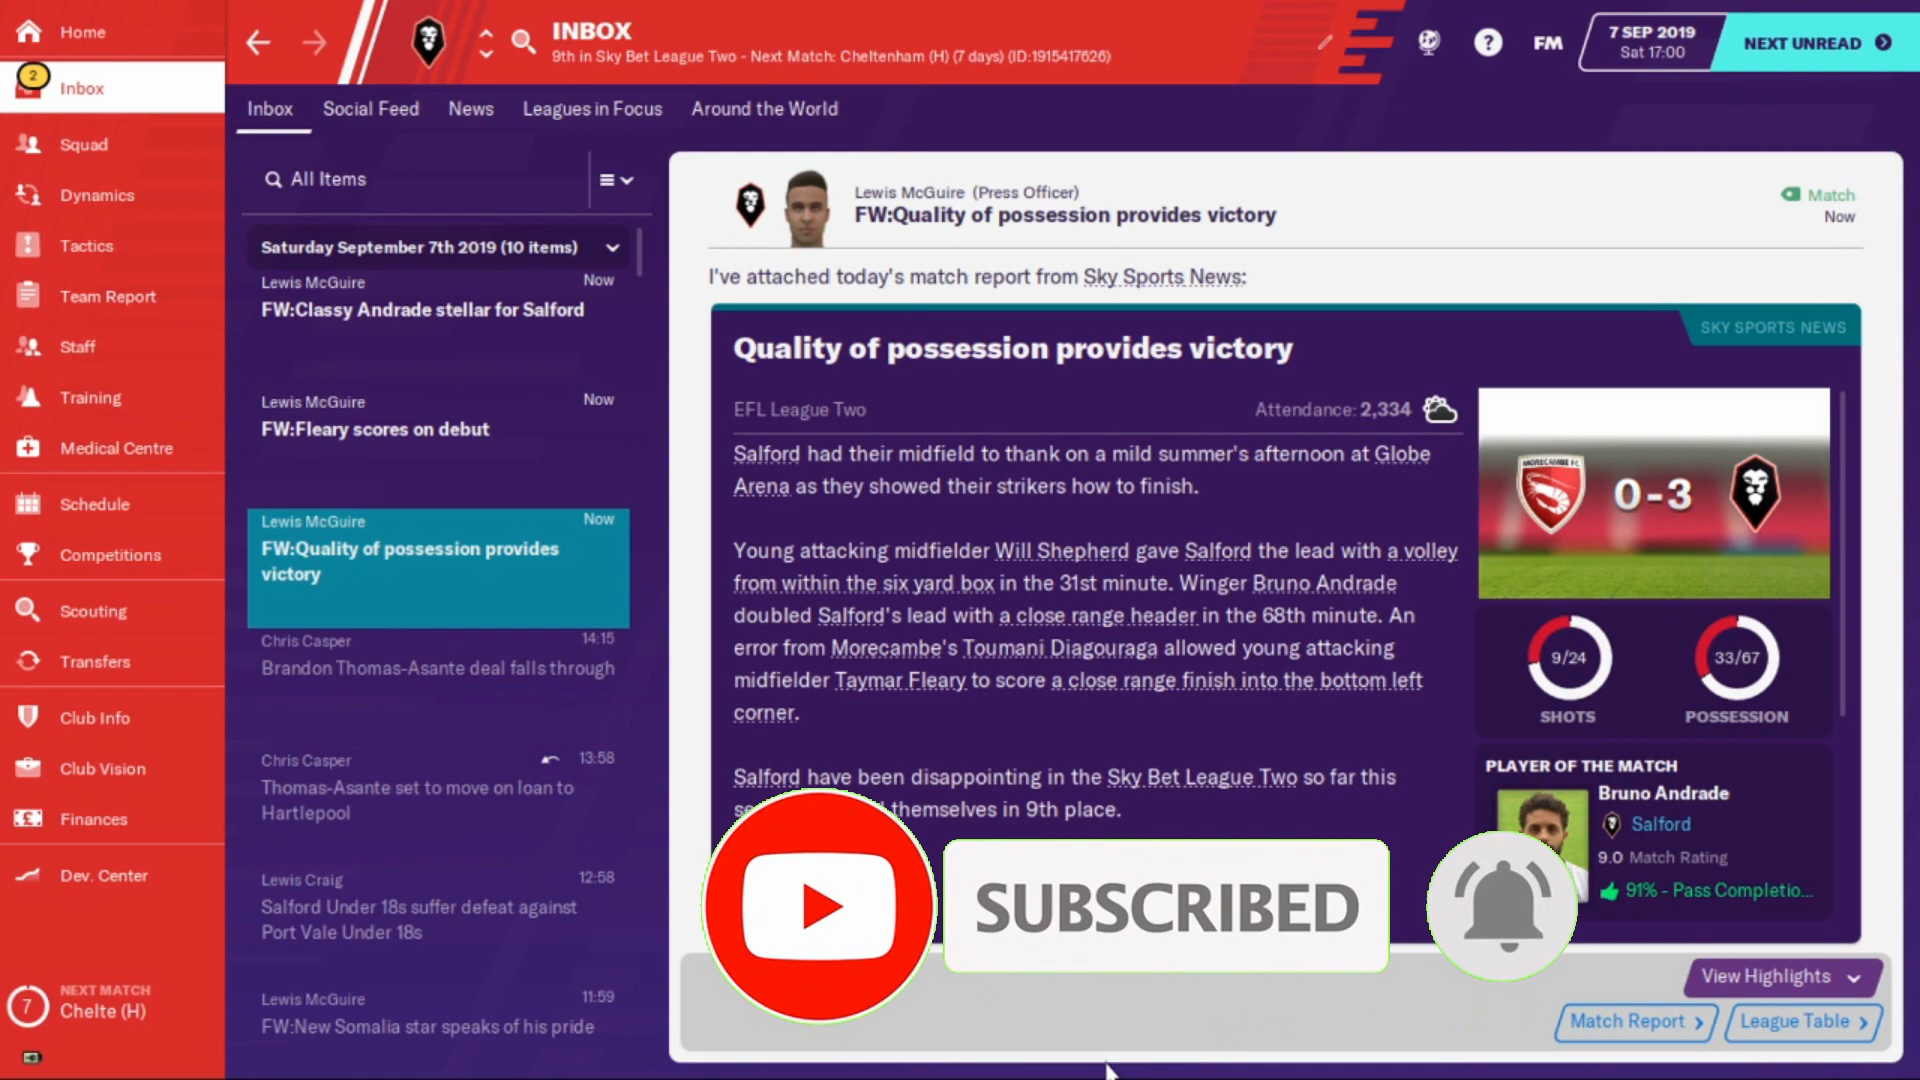 Home
INBOX
9th in Sky Bet League Two - Next Match: Cheltenham (H) (7 days) (ID:1915417626)
?
FM
7 SEP 2019
Sat 17:00
NEXT UNREAD
2
Inbox
Inbox
Social Feed
News
Leagues in Focus
Around the World
Squad
Dynamics
Tactics
Team Report
Staff
Training
Medical Centre
Schedule
Competitions
Scouting
Transfers
Club Info
Club Vision
Finances
Dev. Center
7
NEXT MATCH
Chelte (H)
All Items
Saturday September 7th 2019 (10 items)
Lewis McGuire
Now
FW:Classy Andrade stellar for Salford
Lewis McGuire
Now
FW:Fleary scores on debut
Lewis McGuire
Now
FW:Quality of possession provides
victory
Chris Casper
14:15
Brandon Thomas-Asante deal falls through
Chris Casper
13:58
Thomas-Asante set to move on loan to
Hartlepool
Lewis Craig
12:58
Salford Under 18s suffer defeat against
Port Vale Under 18s
Lewis McGuire
11:59
FW:New Somalia star speaks of his pride
Lewis McGuire (Press Officer)
FW:Quality of possession provides victory
Match
Now
I've attached today's match report from Sky Sports News:
SKY SPORTS NEWS
Quality of possession provides victory
EFL League Two
Attendance: 2,334
Salford had their midfield to thank on a mild summer's afternoon at Globe
Arena as they showed their strikers how to finish.
Young attacking midfielder Will Shepherd gave Salford the lead with a volley
from within the six yard box in the 31st minute. Winger Bruno Andrade
doubled Salford's lead with a close range header in the 68th minute. An
error from Morecambe's Toumani Diagouraga allowed young attacking
midfielder Taymar Fleary to score a close range finish into the bottom left
corner.
Salford have been disappointing in the Sky Bet League Two so far this
themselves in 9th place.
MORECAMBE FC
0-3
9/24
SHOTS
33/67
POSSESSION
PLAYER OF THE MATCH
Bruno Andrade
Salford
9.0 Match Rating
91% - Pass Completio...
SUBSCRIBED
View Highlights
Match Report
League Table